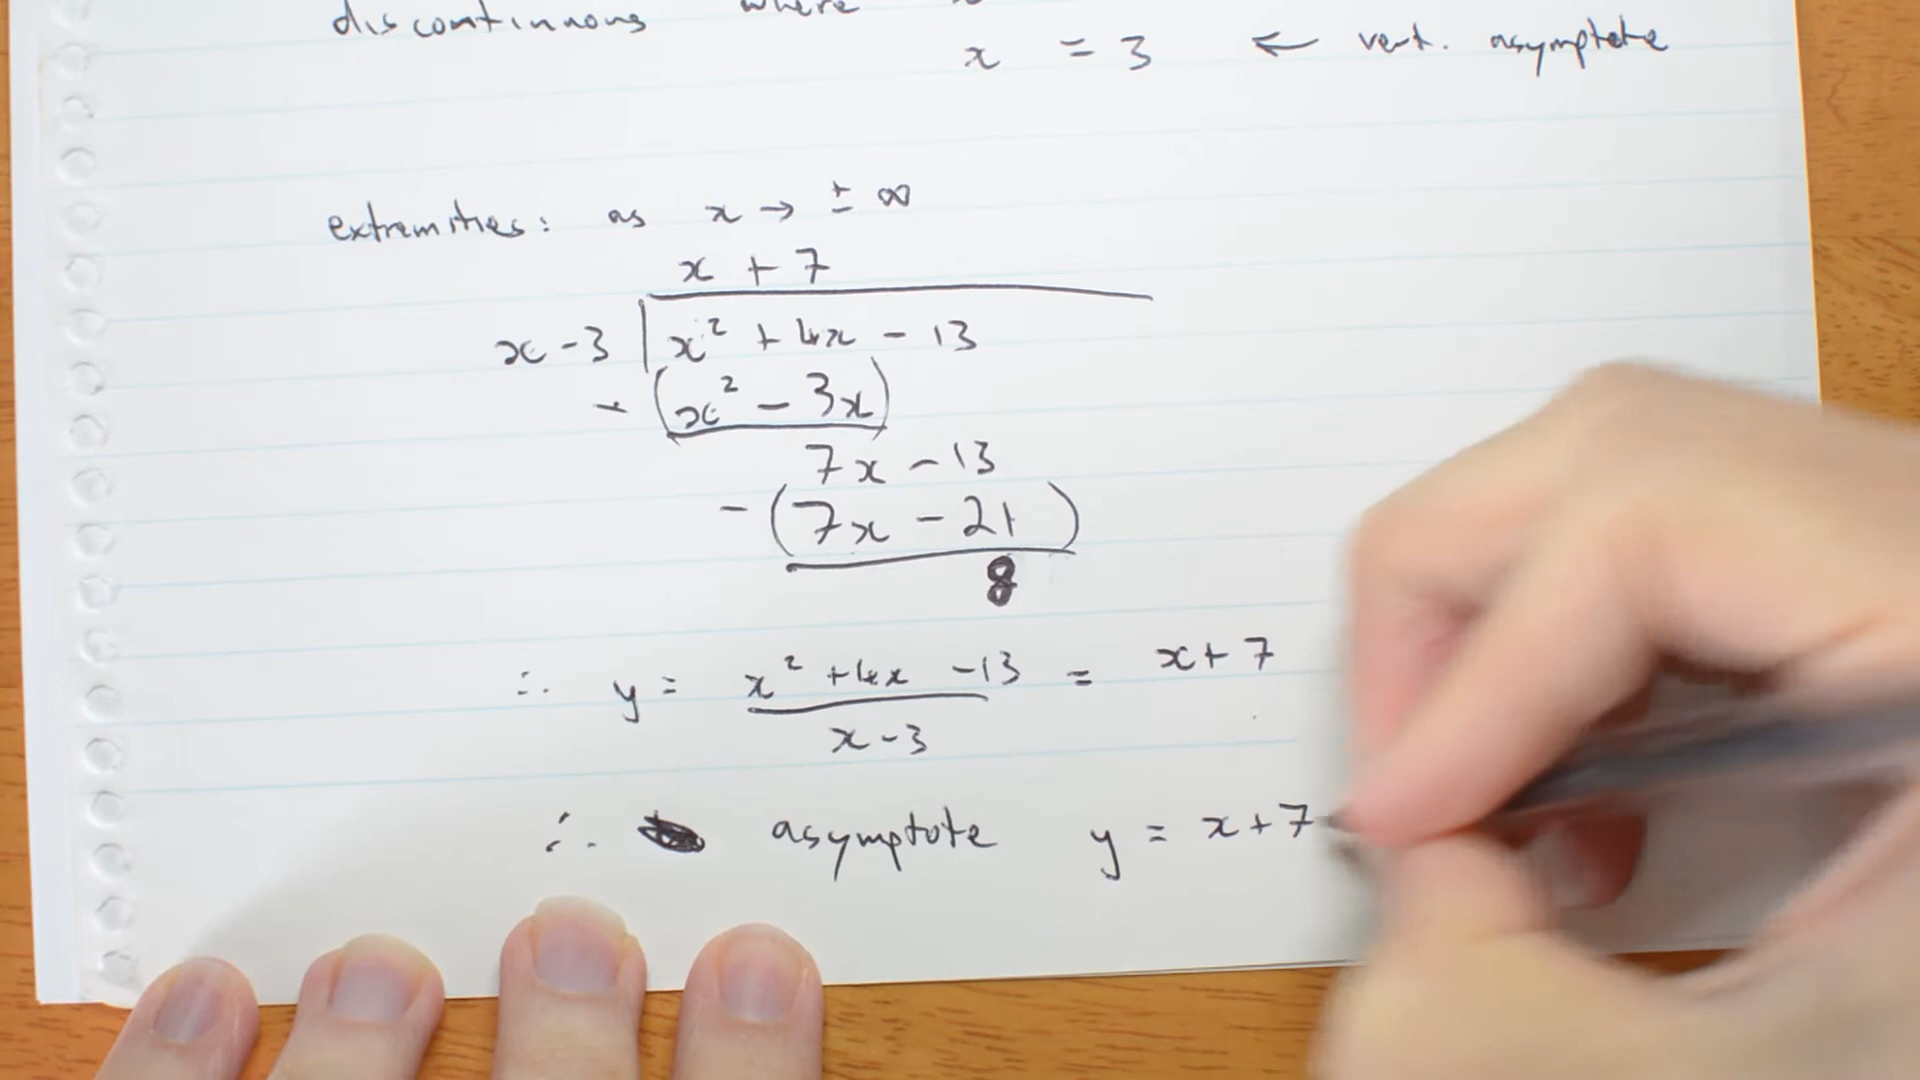 discontinuous where x
x = 3 ← vert. asymptote
extremities: as x → ± ∞
x + 7
x - 3 | x² + 4x - 13
- (x² - 3x)
7x - 13
- (7x - 21)
8
∴ y = x² + 4x - 13 = x + 7
x - 3
∴ asymptote y = x + 7